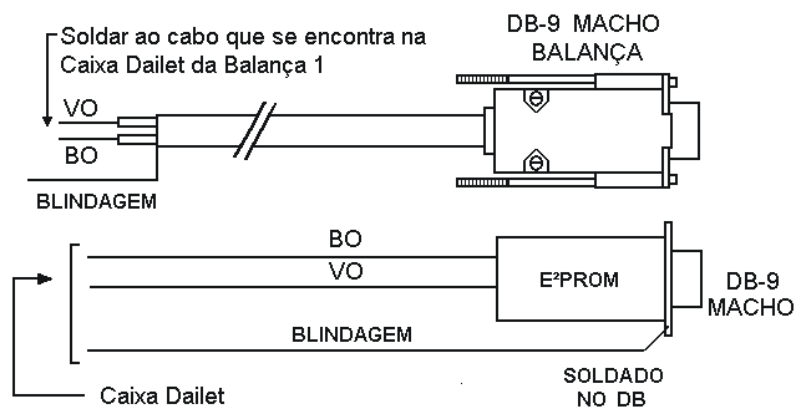 Soldar ao cabo que se encontra na
Caixa Dailet da Balança 1
DB-9 MACHO
BALANÇA
VO
BO
BLINDAGEM
BO
VO
E²PROM
DB-9
MACHO
BLINDAGEM
SOLDADO
NO DB
Caixa Dailet